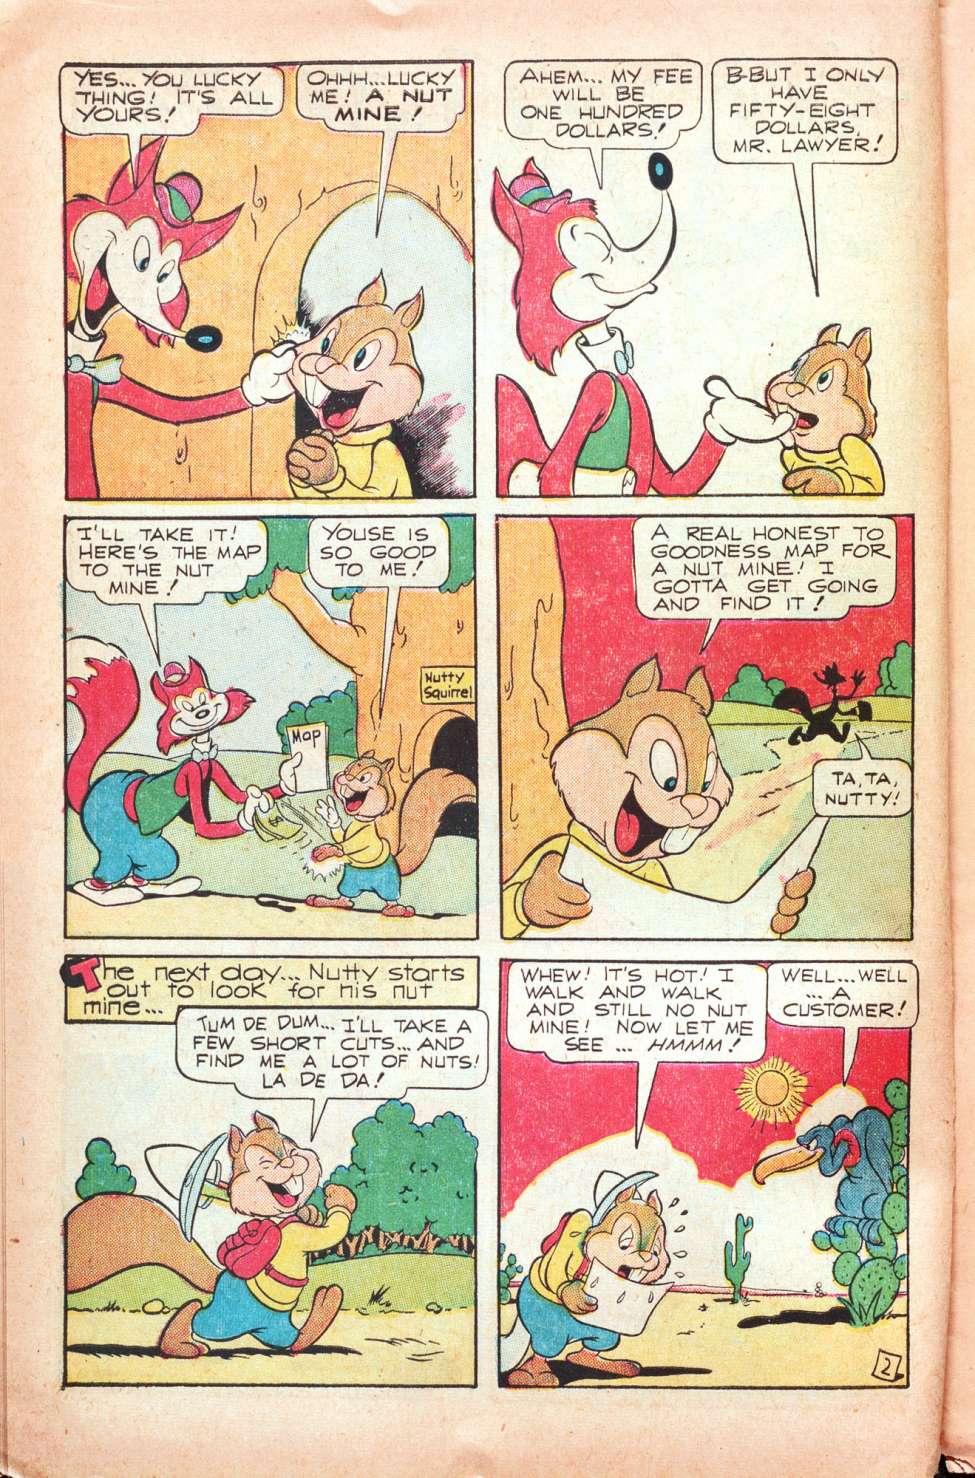 YES... YOU LUCKY
THING! IT'S ALL
YOURS!
OHHH...LUCKY
ME! A NUT
MINE!
AHEM... MY FEE
WILL BE
ONE HUNDRED
DOLLARS!
B-BUT I ONLY
HAVE
FIFTY-EIGHT
DOLLARS,
MR. LAWYER!
I'LL TAKE IT!
HERE'S THE MAP
TO THE NUT
MINE!
YOUSE IS
SO GOOD
TO ME!
Map
Nutty
Squirrel
A REAL HONEST TO
GOODNESS MAP FOR
A NUT MINE! I
GOTTA GET GOING
AND FIND IT!
TA, TA,
NUTTY!
The next day... Nutty starts
out to look for his nut
mine...
TUM DE DUM... I'LL TAKE A
FEW SHORT CUTS... AND
FIND ME A LOT OF NUTS!
LA DE DA!
WHEW! IT'S HOT! I
WALK AND WALK
AND STILL NO NUT
MINE! NOW LET ME
SEE ... HMMM!
WELL...WELL
... A
CUSTOMER!
2